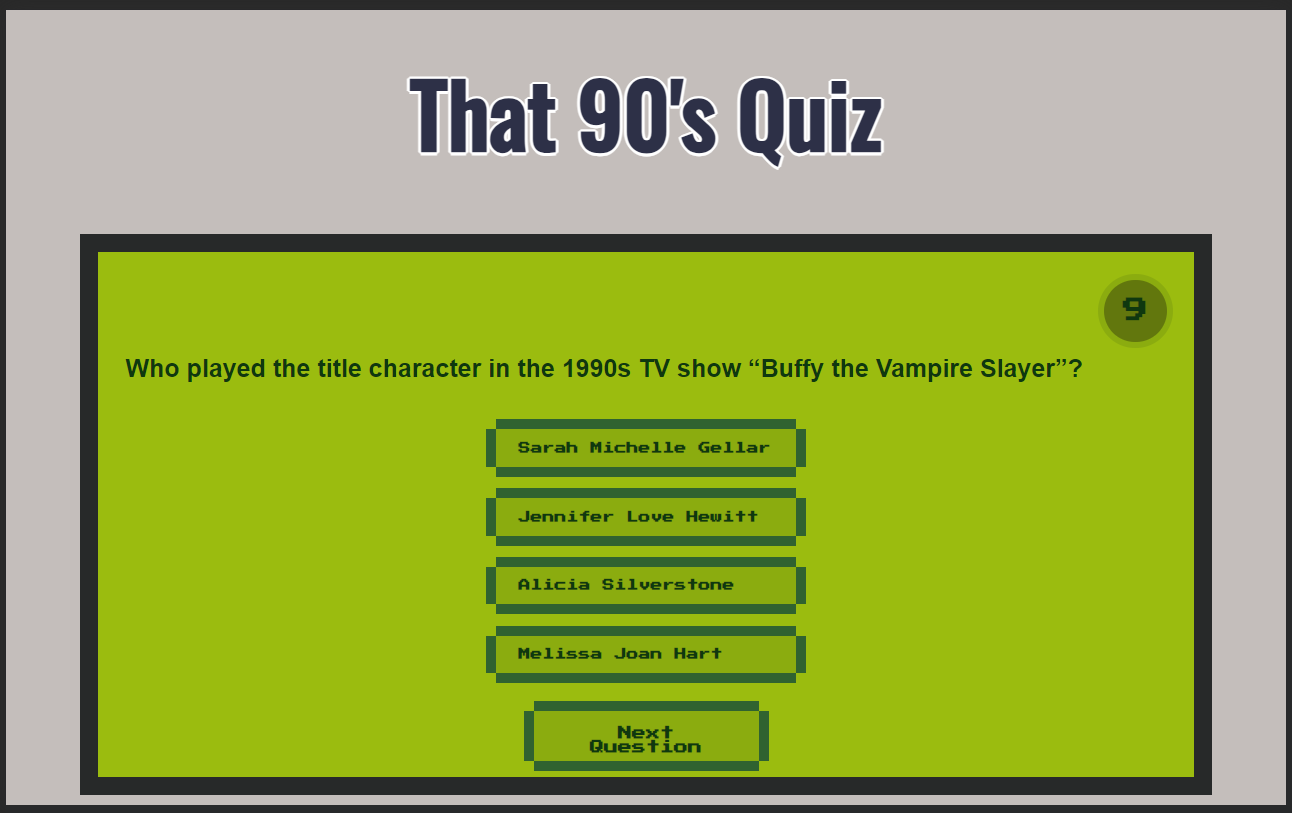 That 90's Quiz
9
Who played the title character in the 1990s TV show “Buffy the Vampire Slayer”?
Sarah Michelle Gellar
Jennifer Love Hewitt
Alicia Silverstone
Melissa Joan Hart
Next
Question